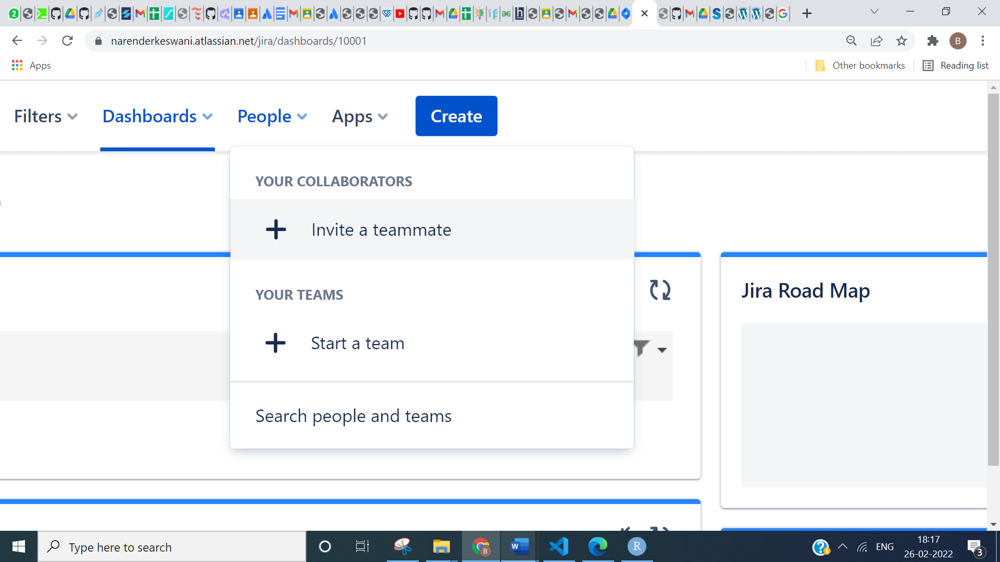 narenderkeswani.atlassian.net/jira/dashboards/10001
B
Apps
Other bookmarks
Reading list
Filters
Dashboards
People
Apps
Create
YOUR COLLABORATORS
Invite a teammate
YOUR TEAMS
Start a team
Search people and teams
Jira Road Map
Type here to search
ENG
18:17
26-02-2022
3